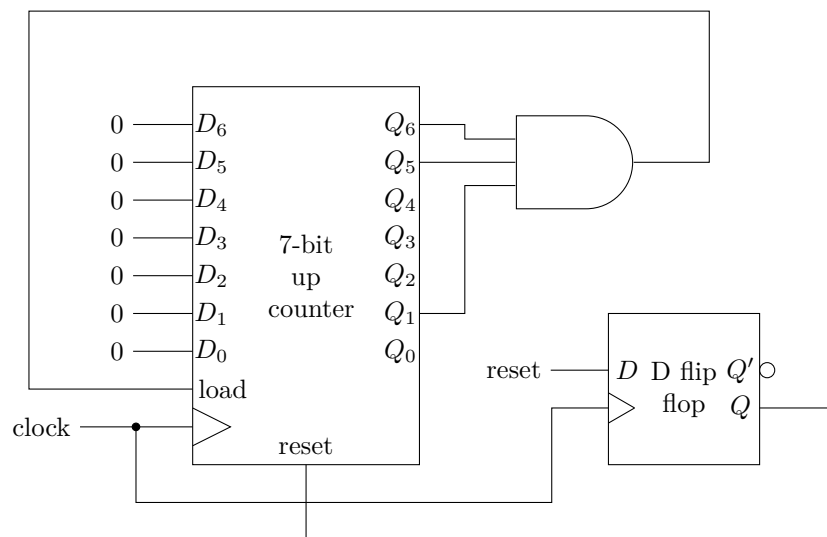 0 D6 Q6
0 D5 Q5
0 D4 Q4
0 D3 Q3
0 D2 Q2
0 D1 Q1
0 D0 Q0
7-bit
up
counter
load
clock
reset
reset
D D flip Q′
flop Q